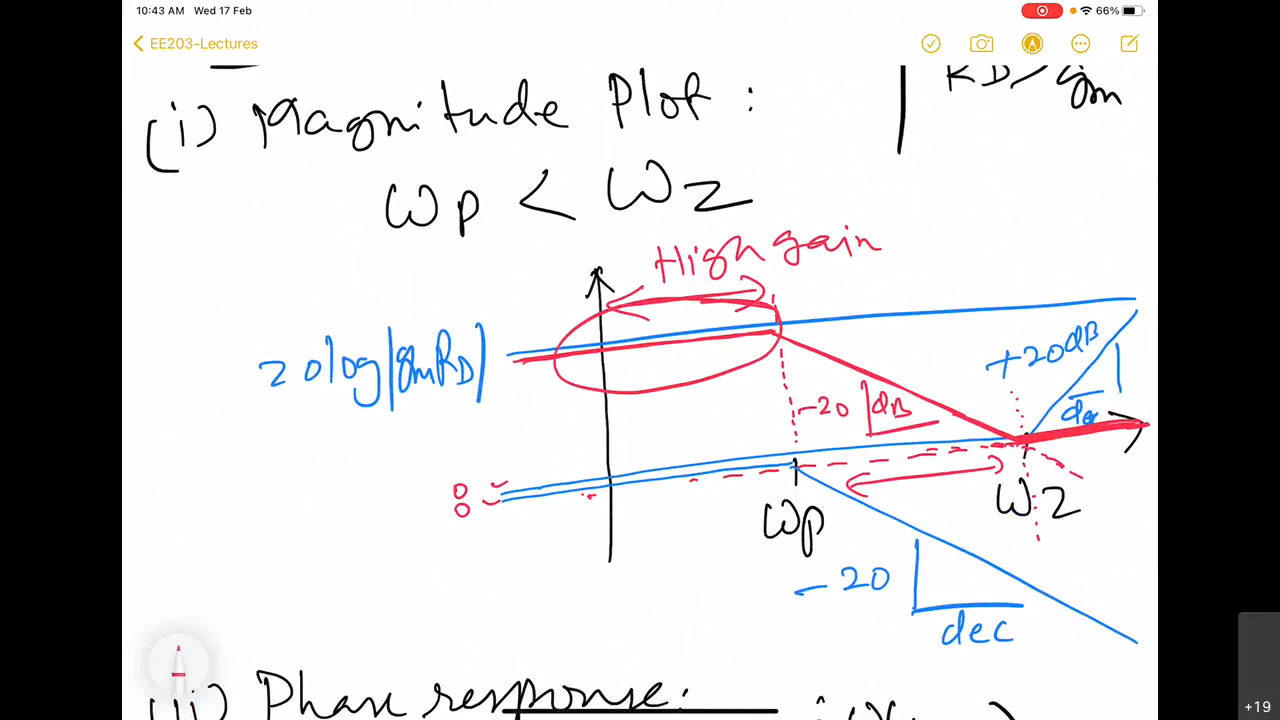 10:43 AM Wed 17 Feb
66%
EE203-Lectures
RD > gm
(i) Magnitude Plot :
ωp < ωz
High gain
20log|gmRD|
+20dB
dec
-20 dB
ωp
ωz
-20
dec
(ii) Phase response:
+19